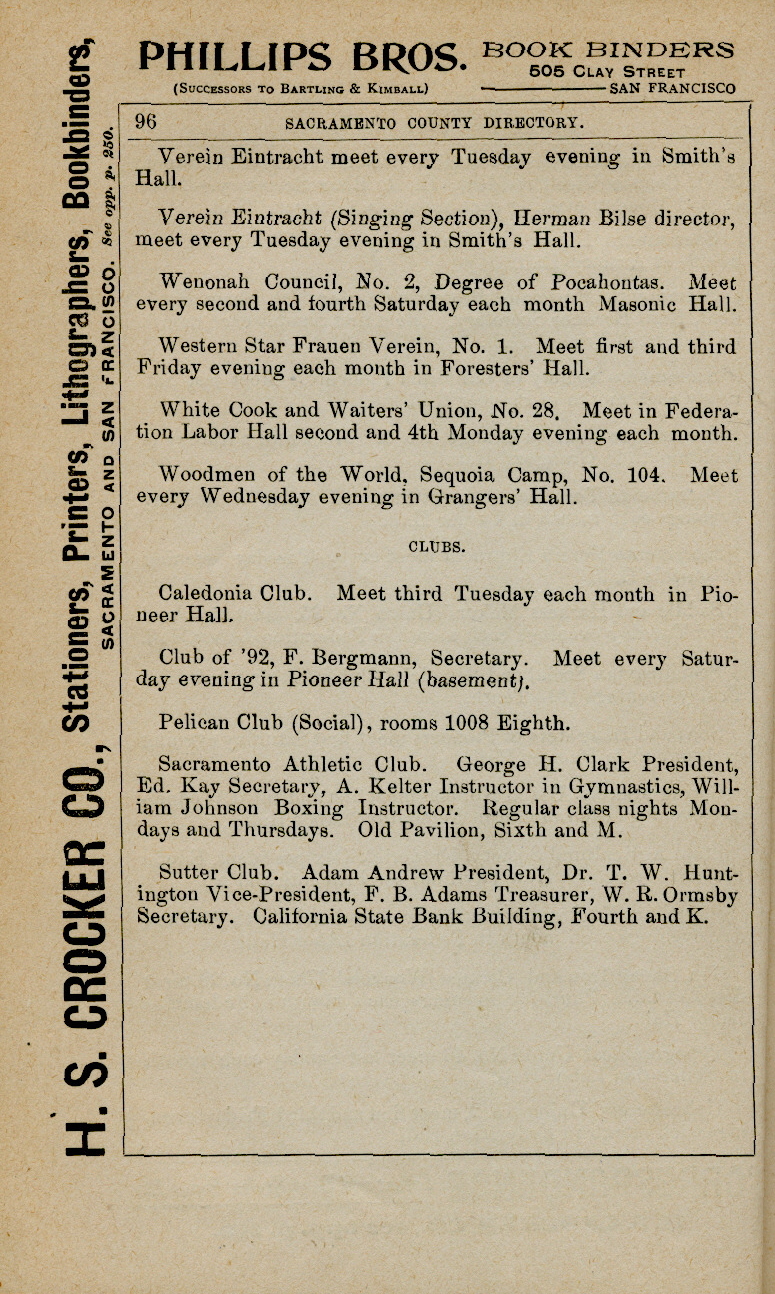 PHILLIPS BROS. BOOK BINDERS
505 CLAY STREET
(SUCCESSORS TO BARTLING & KIMBALL) SAN FRANCISCO
96 SACRAMENTO COUNTY DIRECTORY.
Verein Eintracht meet every Tuesday evening in Smith's
Hall.
Verein Eintracht (Singing Section), Herman Bilse director,
meet every Tuesday evening in Smith's Hall.
Wenonah Council, No. 2, Degree of Pocahontas. Meet
every second and fourth Saturday each month Masonic Hall.
Western Star Frauen Verein, No. 1. Meet first and third
Friday evening each month in Foresters' Hall.
White Cook and Waiters' Union, No. 28. Meet in Federa-
tion Labor Hall second and 4th Monday evening each month.
Woodmen of the World, Sequoia Camp, No. 104. Meet
every Wednesday evening in Grangers' Hall.
CLUBS.
Caledonia Club. Meet third Tuesday each month in Pio-
neer Hall.
Club of '92, F. Bergmann, Secretary. Meet every Satur-
day evening in Pioneer Hall (basement).
Pelican Club (Social), rooms 1008 Eighth.
Sacramento Athletic Club. George H. Clark President,
Ed. Kay Secretary, A. Kelter Instructor in Gymnastics, Will-
iam Johnson Boxing Instructor. Regular class nights Mon-
days and Thursdays. Old Pavilion, Sixth and M.
Sutter Club. Adam Andrew President, Dr. T. W. Hunt-
ington Vice-President, F. B. Adams Treasurer, W. R. Ormsby
Secretary. California State Bank Building, Fourth and K.
H. S. CROCKER CO., Stationers, Printers, Lithographers, Bookbinders,
SACRAMENTO AND SAN FRANCISCO. See opp. p. 250.